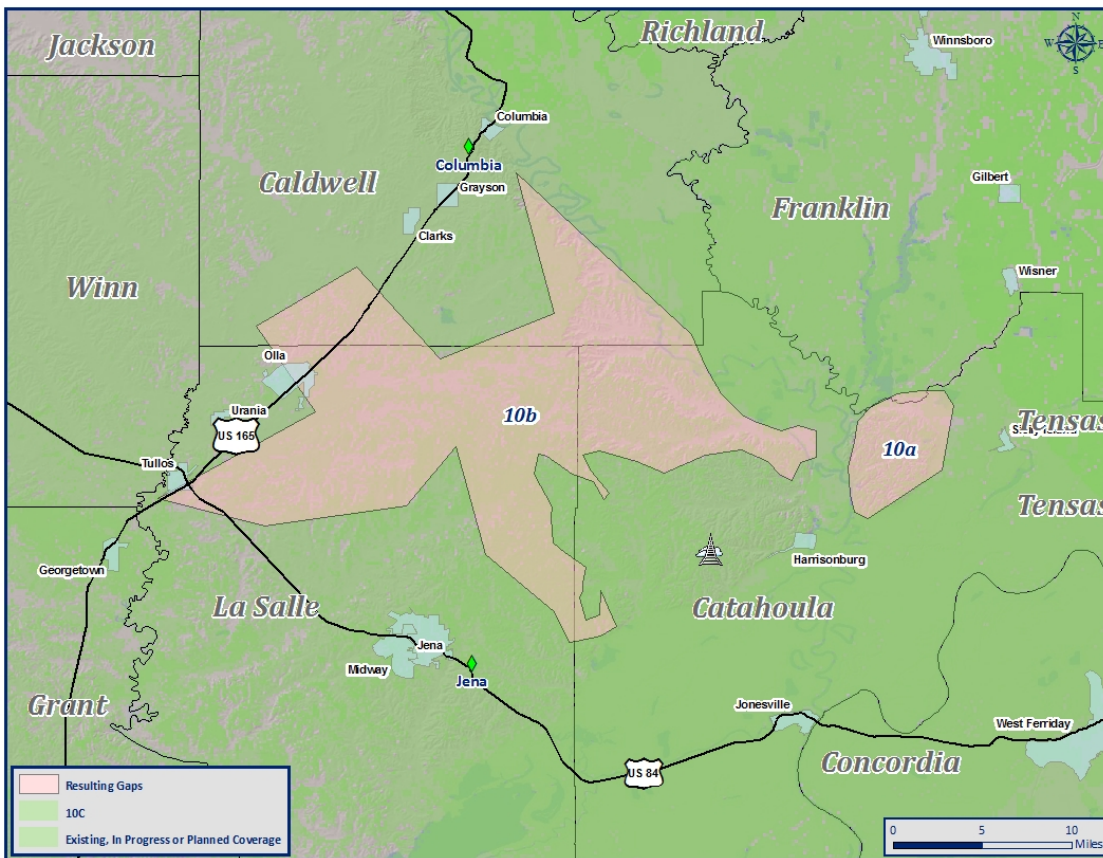 Jackson
Richland
Winnsboro
N
W
E
S
Columbia
Columbia
Caldwell
Grayson
Gilbert
Franklin
Clarks
Winn
Wisner
Olla
Urania
10b
US 165
Tensas
10a
Tullos
Tensas
Harrisonburg
Georgetown
La Salle
Catahoula
Jena
Midway
Jena
Grant
Jonesville
West Ferriday
US 84
Concordia
Resulting Gaps
10C
Existing, In Progress or Planned Coverage
0 5 10
Miles